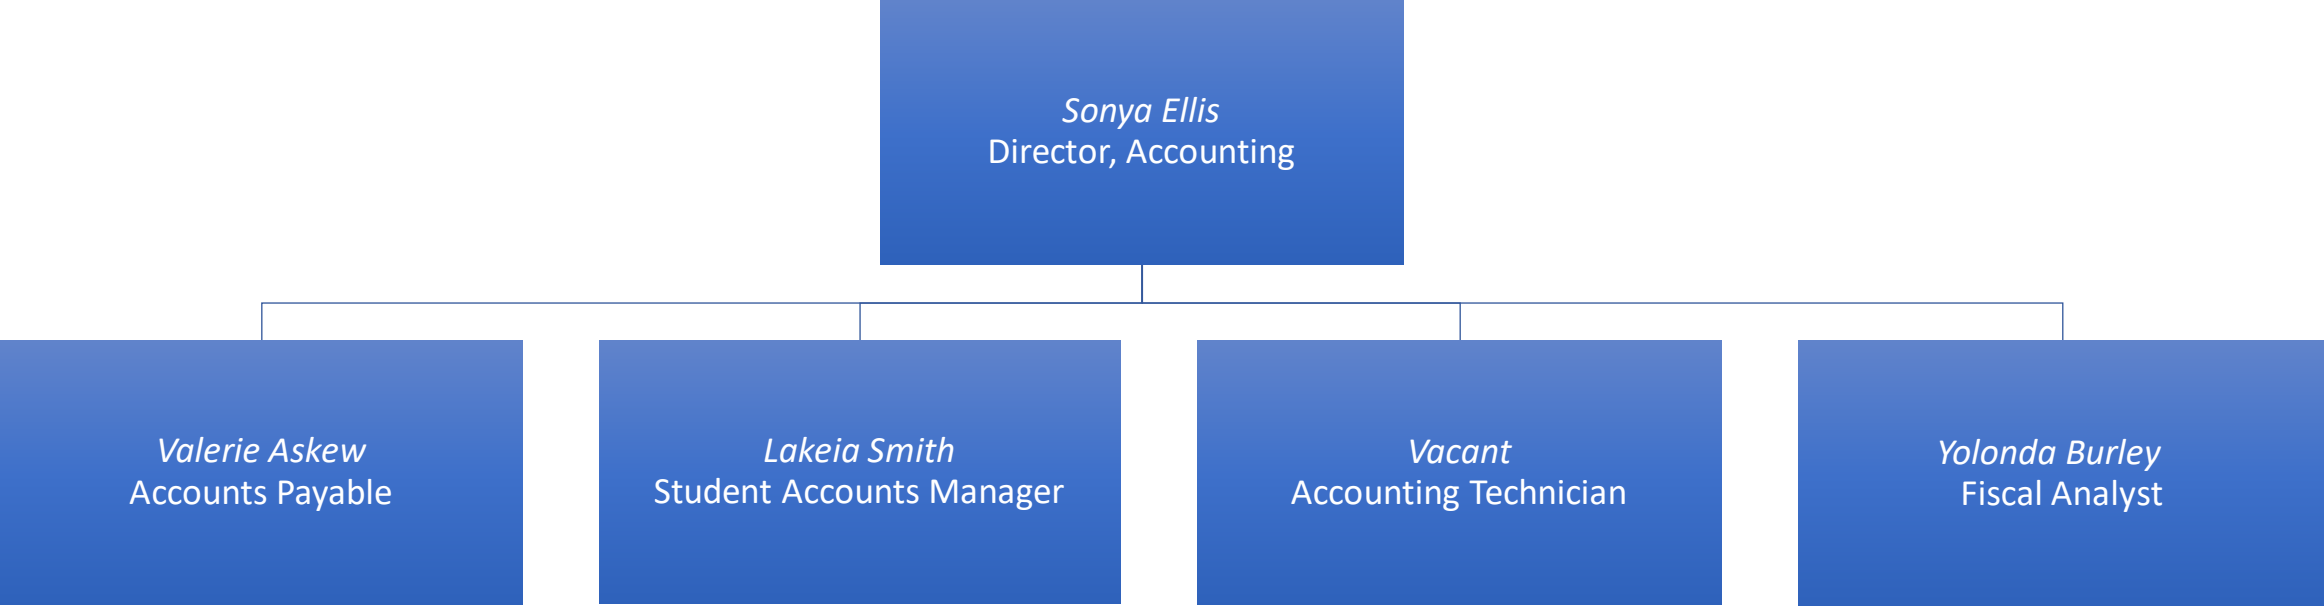 Sonya Ellis
Director, Accounting
Valerie Askew
Accounts Payable
Lakeia Smith
Student Accounts Manager
Vacant
Accounting Technician
Yolonda Burley
Fiscal Analyst